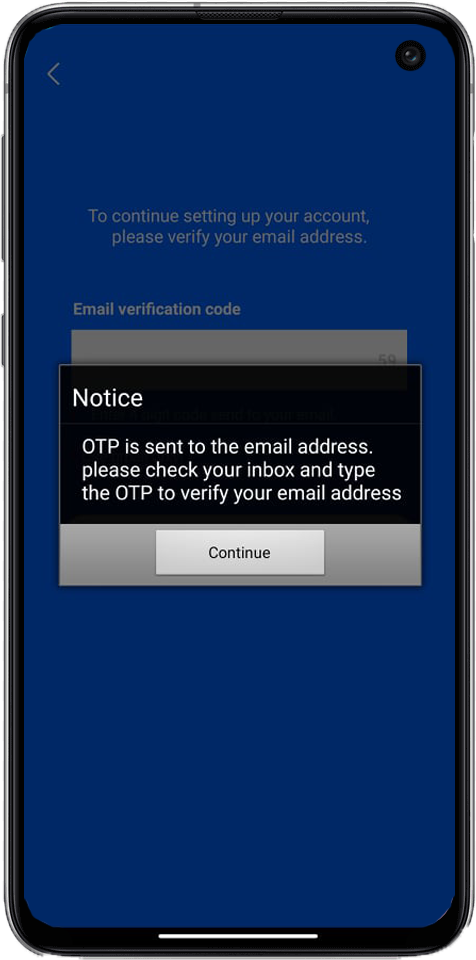 To continue setting up your account,
please verify your email address.
Email verification code
59
Notice
OTP is sent to the email address.
please check your inbox and type
the OTP to verify your email address
Continue